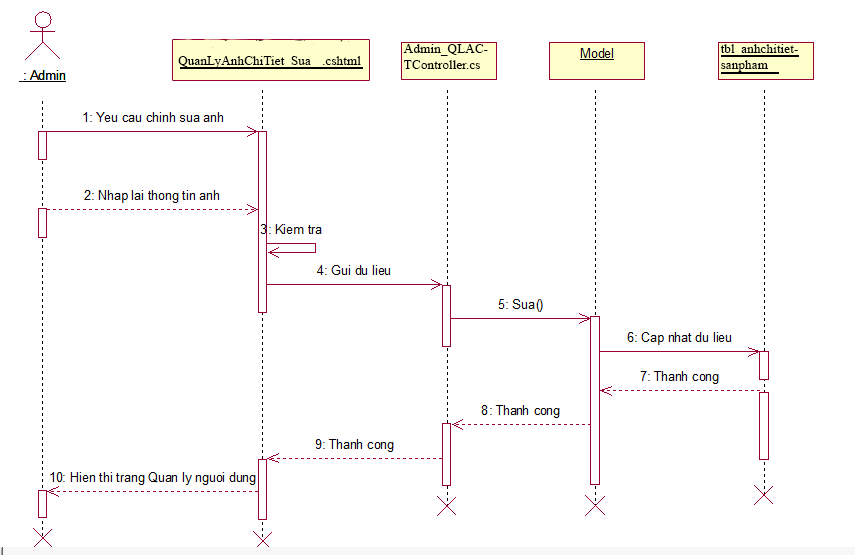 : Admin
QuanLyAnhChiTiet_Sua__.cshtml
Admin_QLAC-
TController.cs
Model
tbl_anhchitiet-
sanpham__
1: Yeu cau chinh sua anh
2: Nhap lai thong tin anh
3: Kiem tra
4: Gui du lieu
5: Sua()
6: Cap nhat du lieu
7: Thanh cong
8: Thanh cong
9: Thanh cong
10: Hien thi trang Quan ly nguoi dung